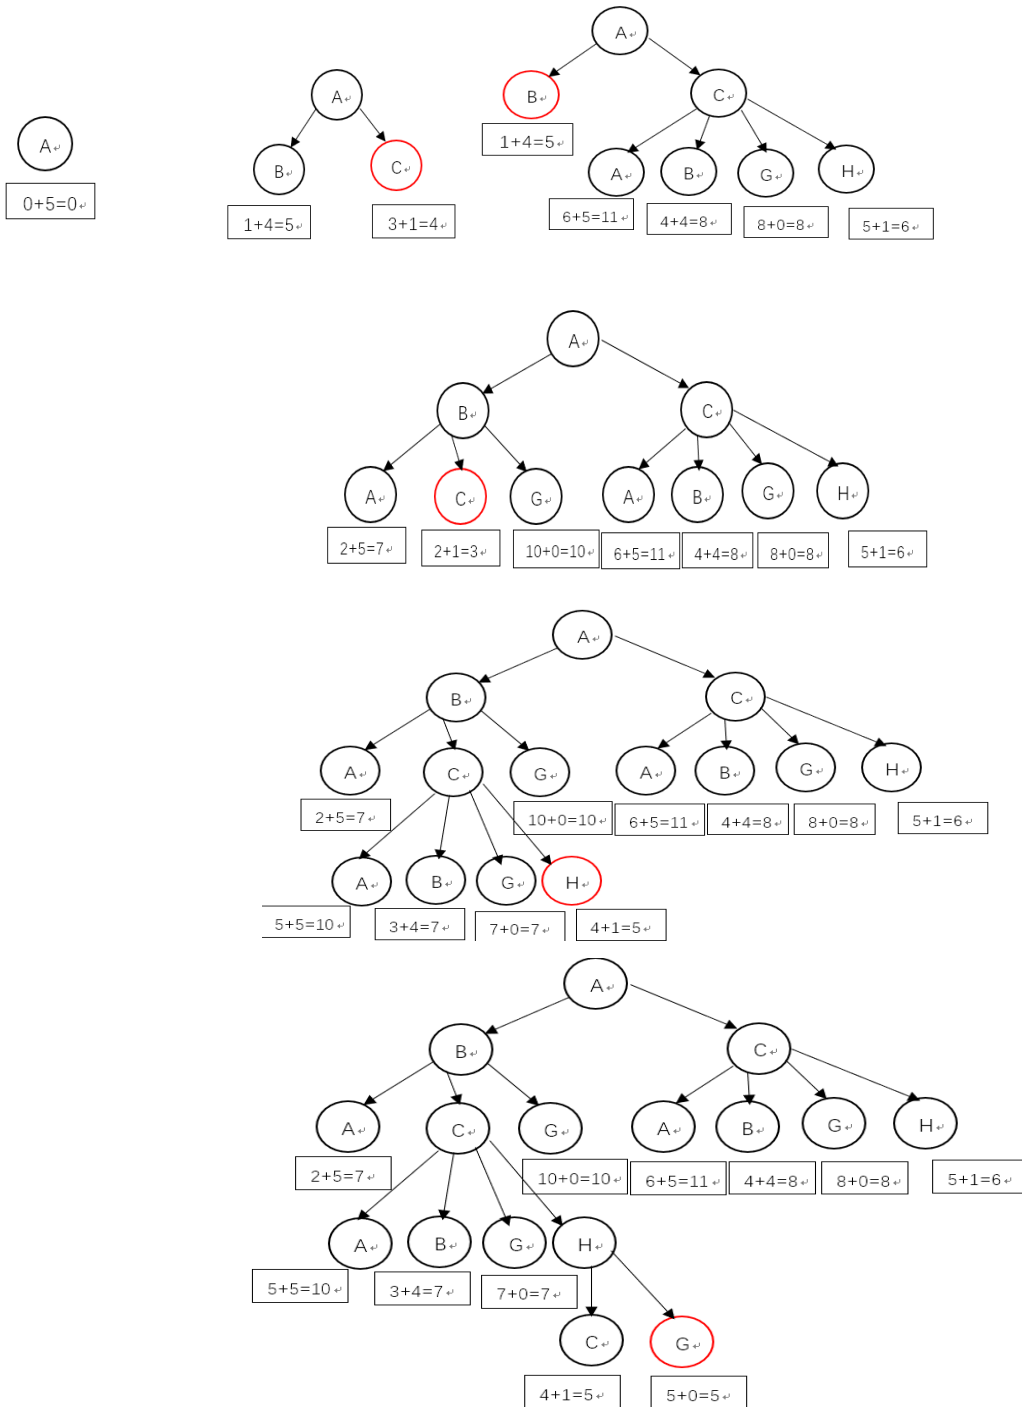 A
A
B
C
A
0+5=0
B
C
1+4=5
A
B
G
H
1+4=5
3+1=4
6+5=11
4+4=8
8+0=8
5+1=6
A
B
C
A
C
G
A
B
G
H
2+5=7
2+1=3
10+0=10
6+5=11
4+4=8
8+0=8
5+1=6
A
B
C
A
C
G
A
B
G
H
2+5=7
10+0=10
6+5=11
4+4=8
8+0=8
5+1=6
A
B
G
H
5+5=10
3+4=7
7+0=7
4+1=5
A
B
C
A
C
G
A
B
G
H
2+5=7
10+0=10
6+5=11
4+4=8
8+0=8
5+1=6
A
B
G
H
5+5=10
3+4=7
7+0=7
C
G
4+1=5
5+0=5